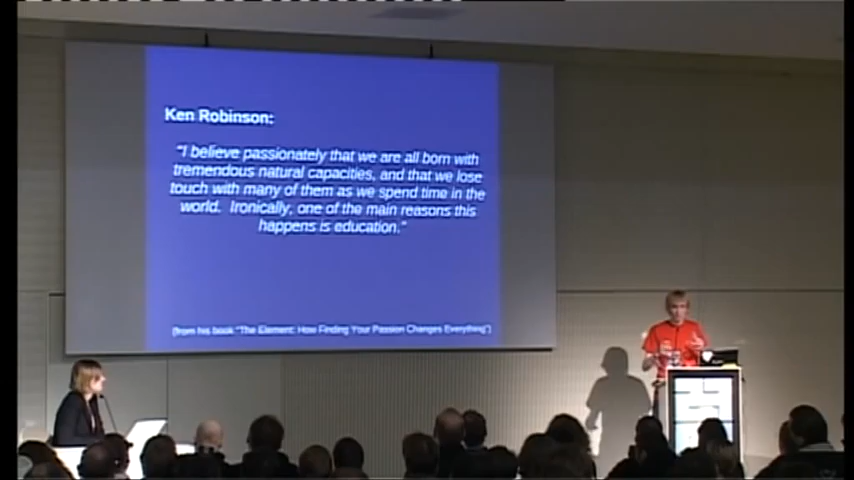 Ken Robinson:
"I believe passionately that we are all born with
tremendous natural capacities, and that we lose
touch with many of them as we spend time in the
world. Ironically, one of the main reasons this
happens is education."
(from his book "The Element: How Finding Your Passion Changes Everything")